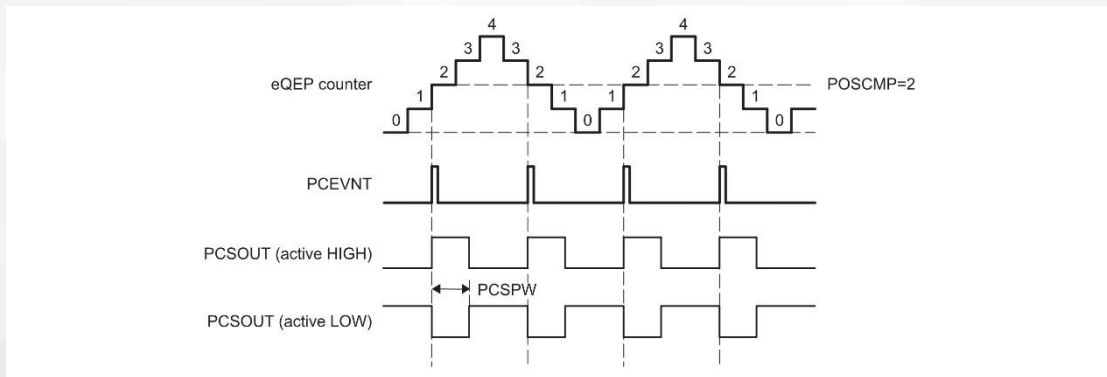 4 4
3 3 3 3
eQEP counter 2 2 2 2 POSCMP=2
1 1 1 1
0 0 0
PCEVNT
PCSOUT (active HIGH)
PCSPW
PCSOUT (active LOW)